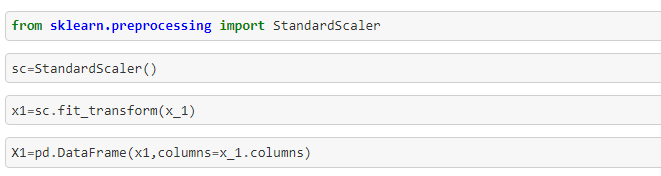 from sklearn.preprocessing import StandardScaler
sc=StandardScaler()
x1=sc.fit_transform(x_1)
X1=pd.DataFrame(x1,columns=x_1.columns)